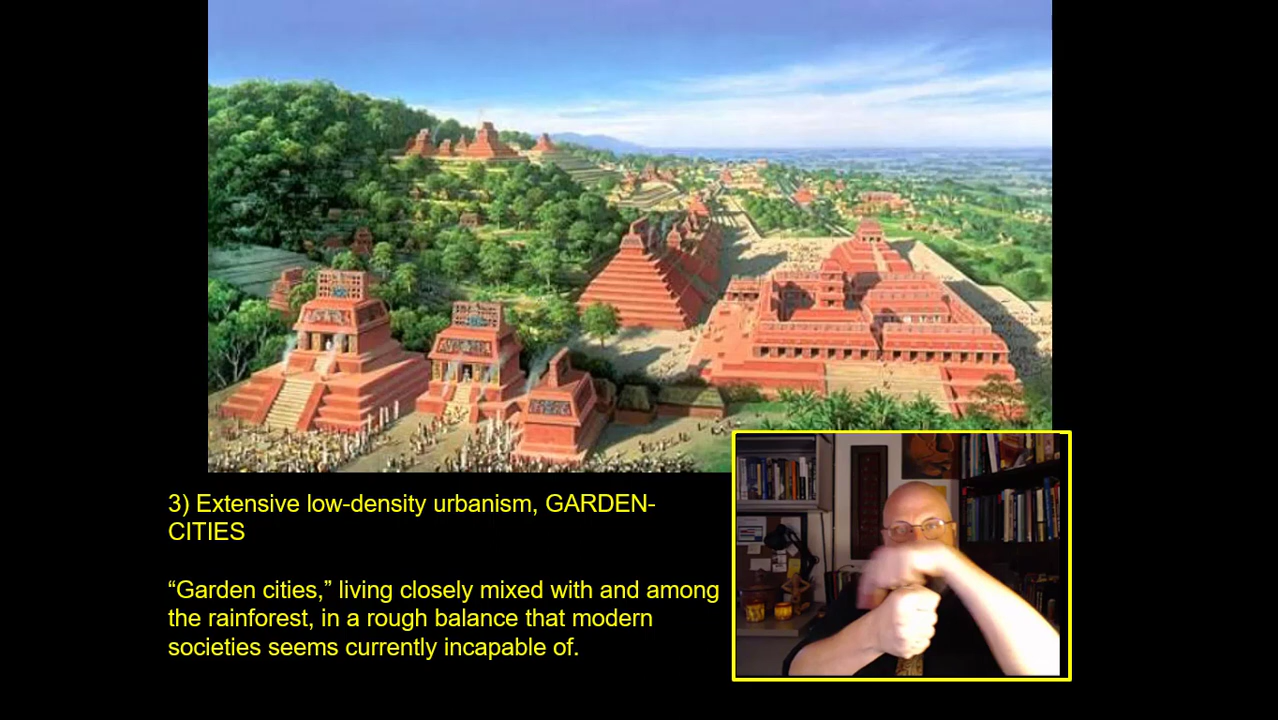 3) Extensive low-density urbanism, GARDEN-
CITIES
“Garden cities,” living closely mixed with and among
the rainforest, in a rough balance that modern
societies seems currently incapable of.